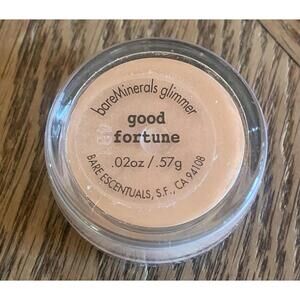 bareMinerals glimmer
good
fortune
.02oz/.57g
BARE ESCENTUALS, S.F., CA 94108